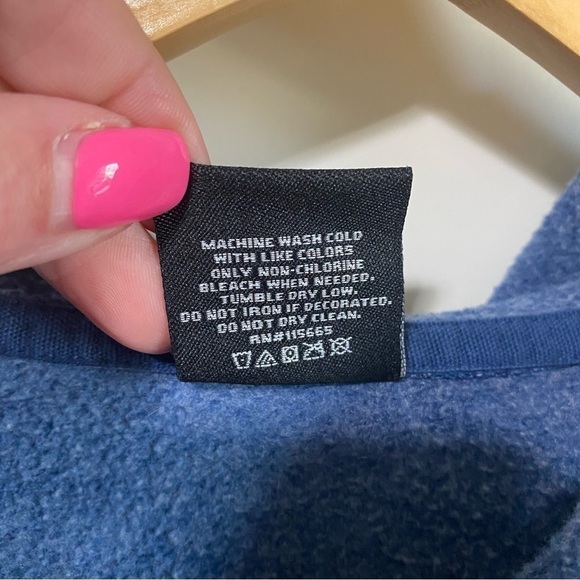 MACHINE WASH COLD
WITH LIKE COLORS
ONLY NON-CHLORINE
BLEACH WHEN NEEDED.
TUMBLE DRY LOW.
DO NOT IRON IF DECORATED.
DO NOT DRY CLEAN.
RN#115665